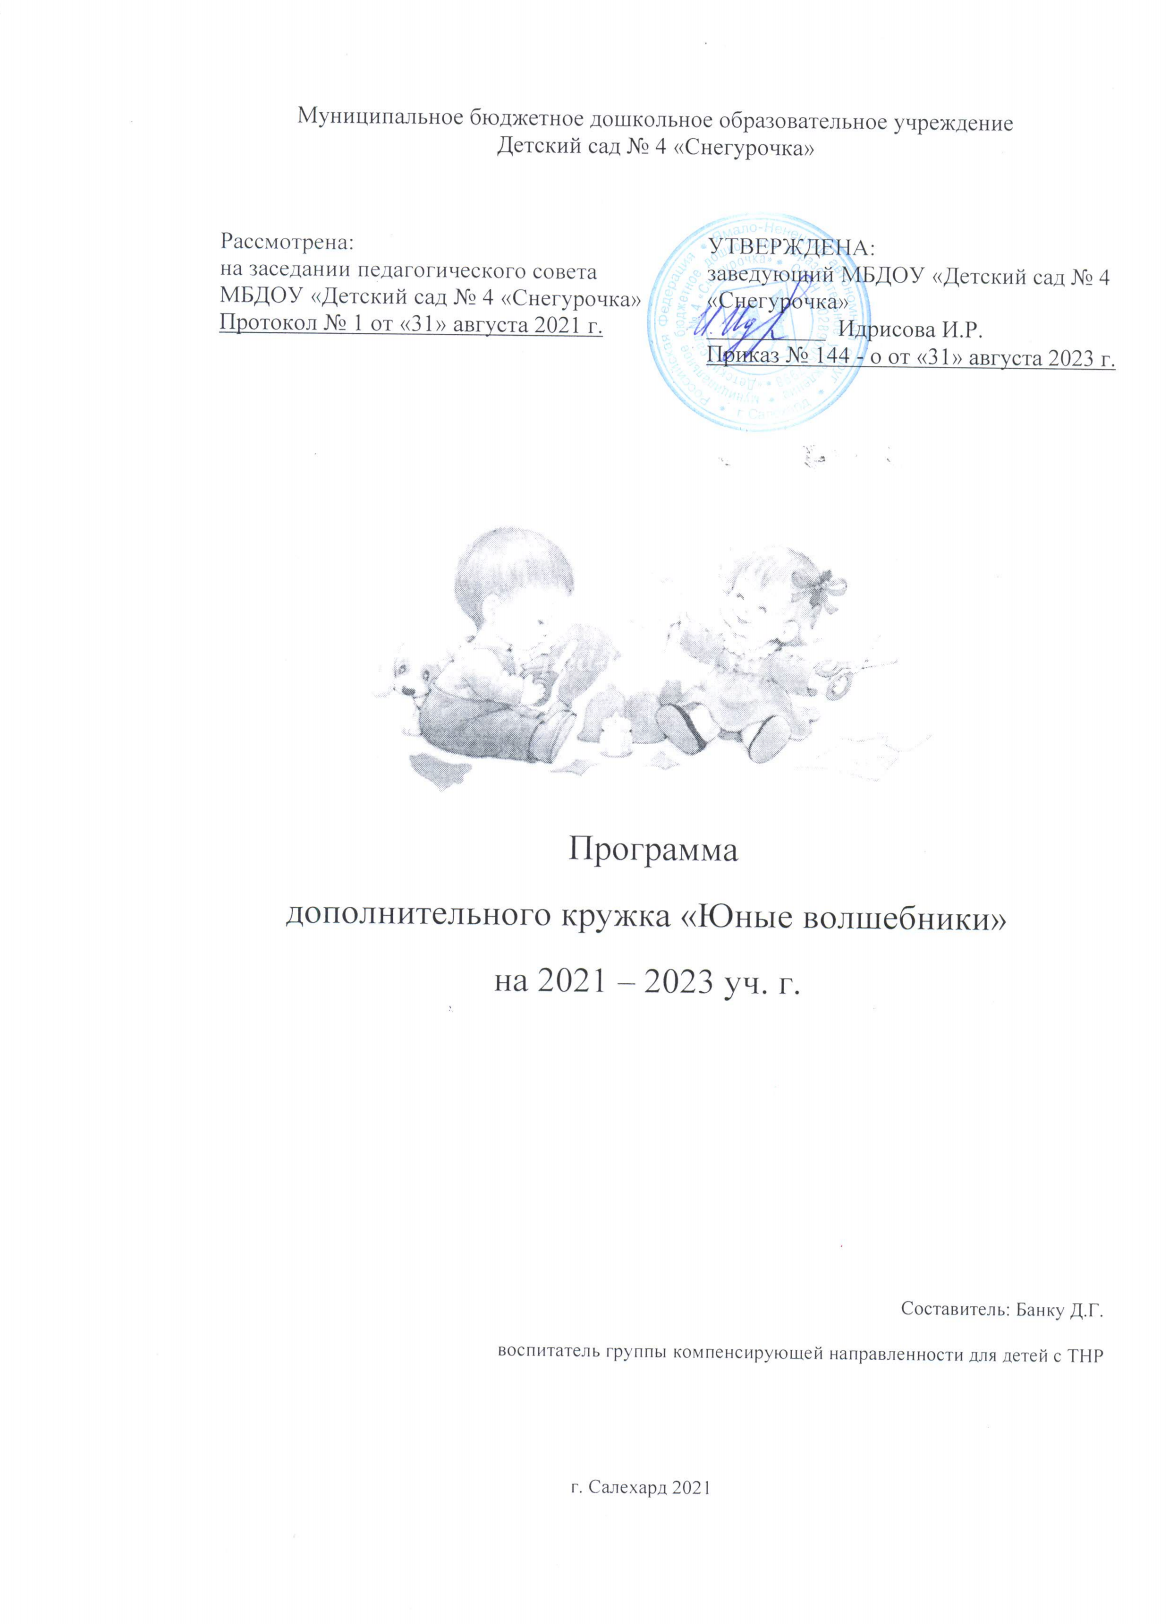 Муниципальное бюджетное дошкольное образовательное учреждение
Детский сад № 4 «Снегурочка»
Рассмотрена:
на заседании педагогического совета
МБДОУ «Детский сад № 4 «Снегурочка»
Протокол № 1 от «31» августа 2021 г.
УТВЕРЖДЕНА:
заведующий МБДОУ «Детский сад № 4
«Снегурочка»
Идрисова И.Р.
Приказ № 144 - о от «31» августа 2023 г.
Программа
дополнительного кружка «Юные волшебники»
на 2021 – 2023 уч. г.
Составитель: Банку Д.Г.
воспитатель группы компенсирующей направленности для детей с ТНР
г. Салехард 2021